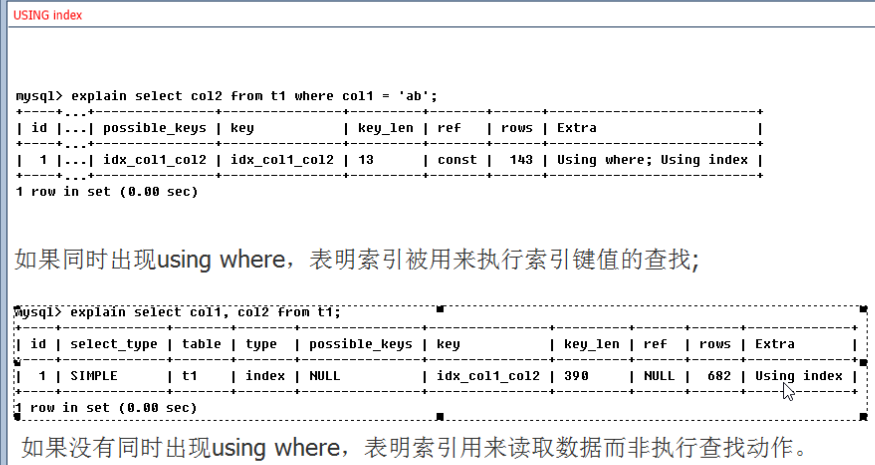 USING index
mysql> explain select col2 from t1 where col1 = 'ab';
+----+...+---------------+---------------+---------+-------+------+--------------------------+
| id |...| possible_keys | key           | key_len | ref   | rows | Extra                    |
+----+...+---------------+---------------+---------+-------+------+--------------------------+
|  1 |...| idx_col1_col2 | idx_col1_col2 | 13      | const |  143 | Using where; Using index |
+----+...+---------------+---------------+---------+-------+------+--------------------------+
1 row in set (0.00 sec)
如果同时出现using where，表明索引被用来执行索引键值的查找;
mysql> explain select col1, col2 from t1;
+----+-------------+-------+-------+---------------+---------------+---------+------+------+-------------+
| id | select_type | table | type  | possible_keys | key           | key_len | ref  | rows | Extra       |
+----+-------------+-------+-------+---------------+---------------+---------+------+------+-------------+
|  1 | SIMPLE      | t1    | index | NULL          | idx_col1_col2 | 390     | NULL |  682 | Using index |
+----+-------------+-------+-------+---------------+---------------+---------+------+------+-------------+
1 row in set (0.00 sec)
如果没有同时出现using where，表明索引用来读取数据而非执行查找动作。